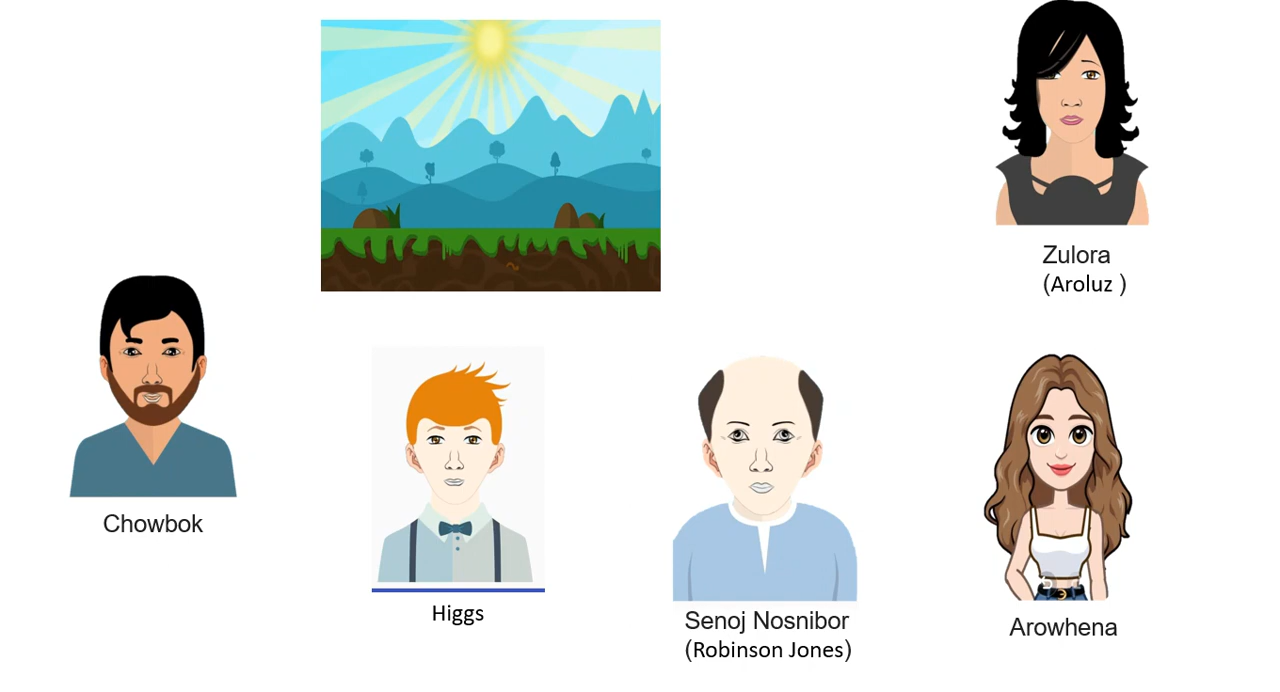 Zulora
(Aroluz )
Chowbok
Higgs
Senoj Nosnibor
(Robinson Jones)
Arowhena